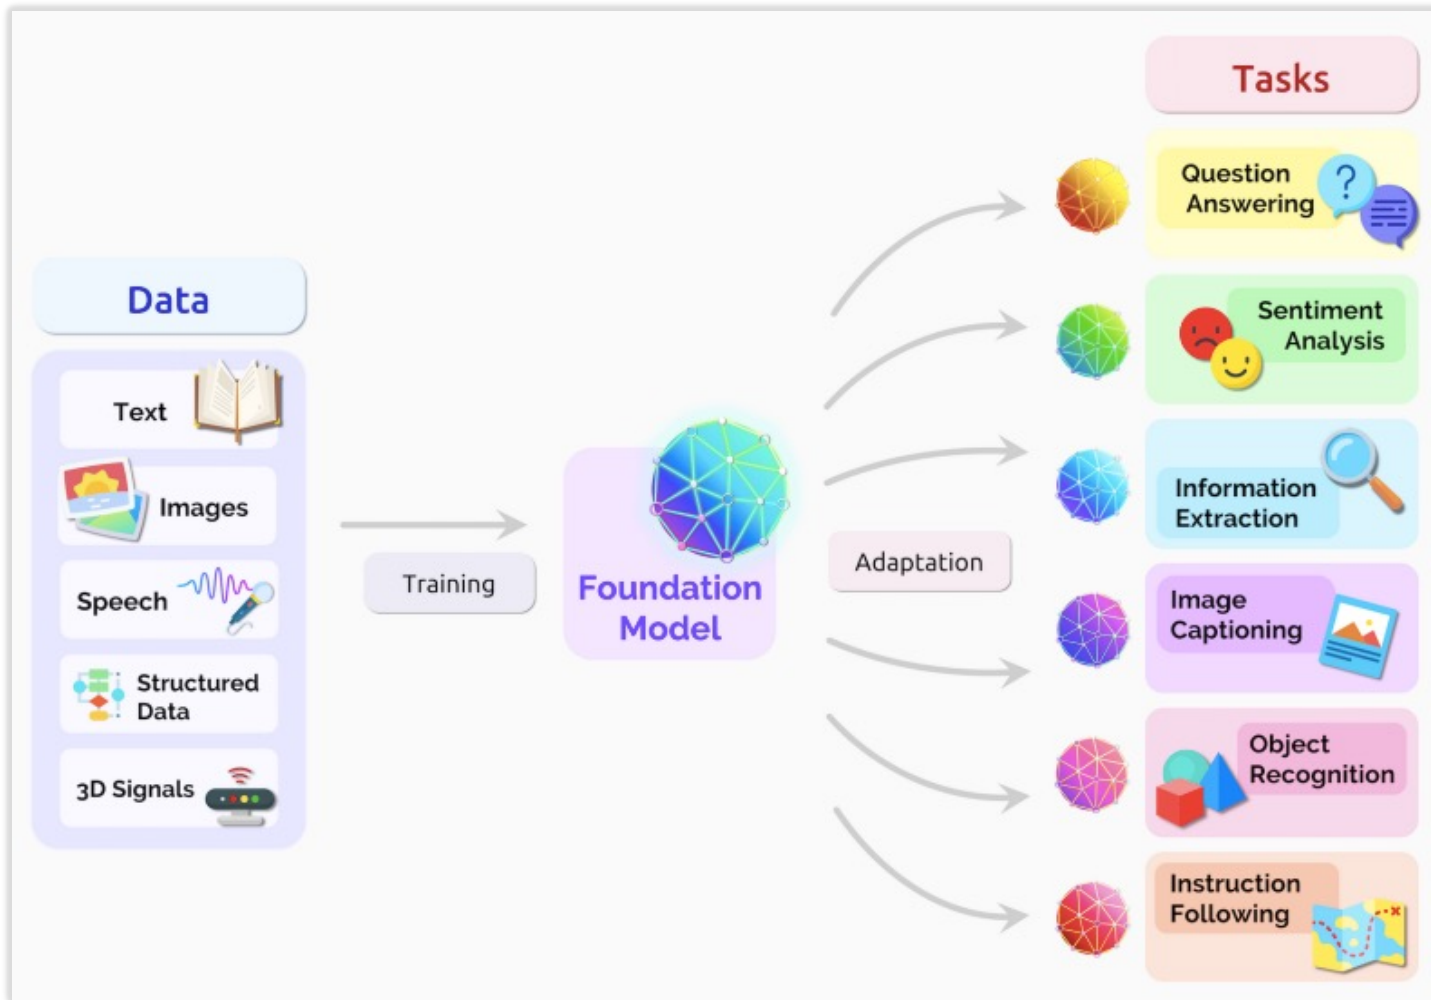 Data
Text
Images
Speech
Structured
Data
3D Signals
Training
Foundation
Model
Adaptation
Tasks
Question
Answering
?
Sentiment
Analysis
Information
Extraction
Image
Captioning
Object
Recognition
Instruction
Following